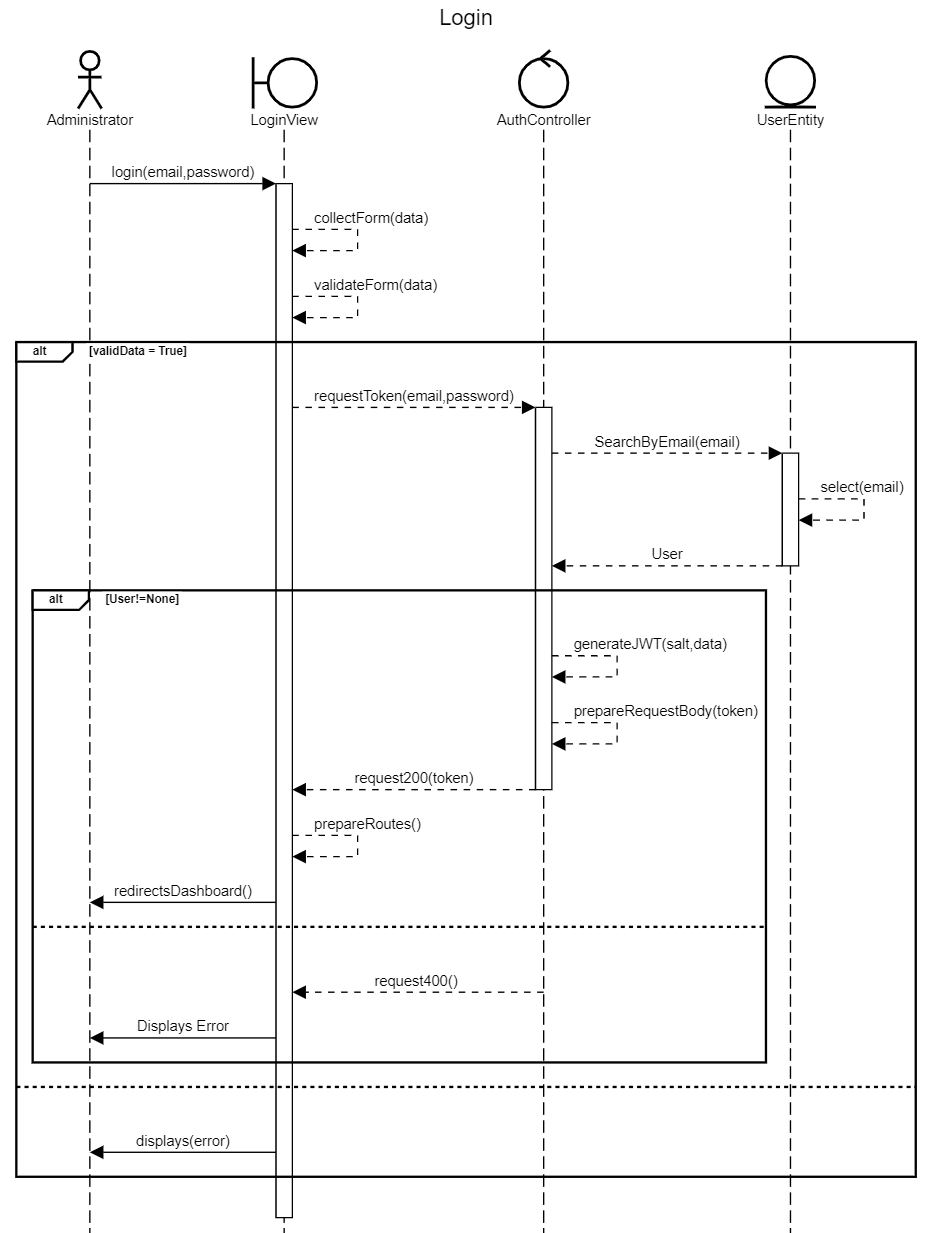 Login
Administrator
LoginView
AuthController
UserEntity
login(email,password)
collectForm(data)
validateForm(data)
alt
[validData = True]
requestToken(email,password)
SearchByEmail(email)
select(email)
User
alt
[User!=None]
generateJWT(salt,data)
prepareRequestBody(token)
request200(token)
prepareRoutes()
redirectsDashboard()
request400()
Displays Error
displays(error)